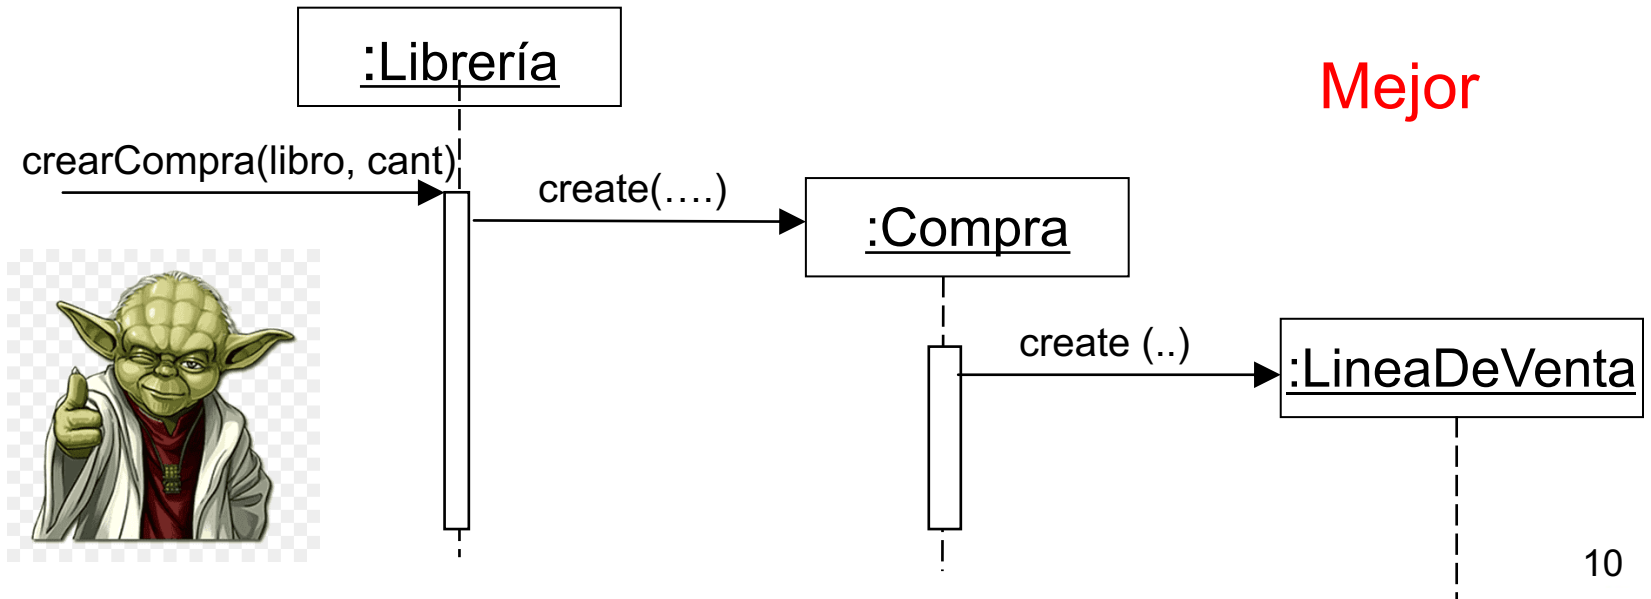 :Librería
Mejor
crearCompra(libro, cant)
create(....)
:Compra
create (..)
:LineaDeVenta
10